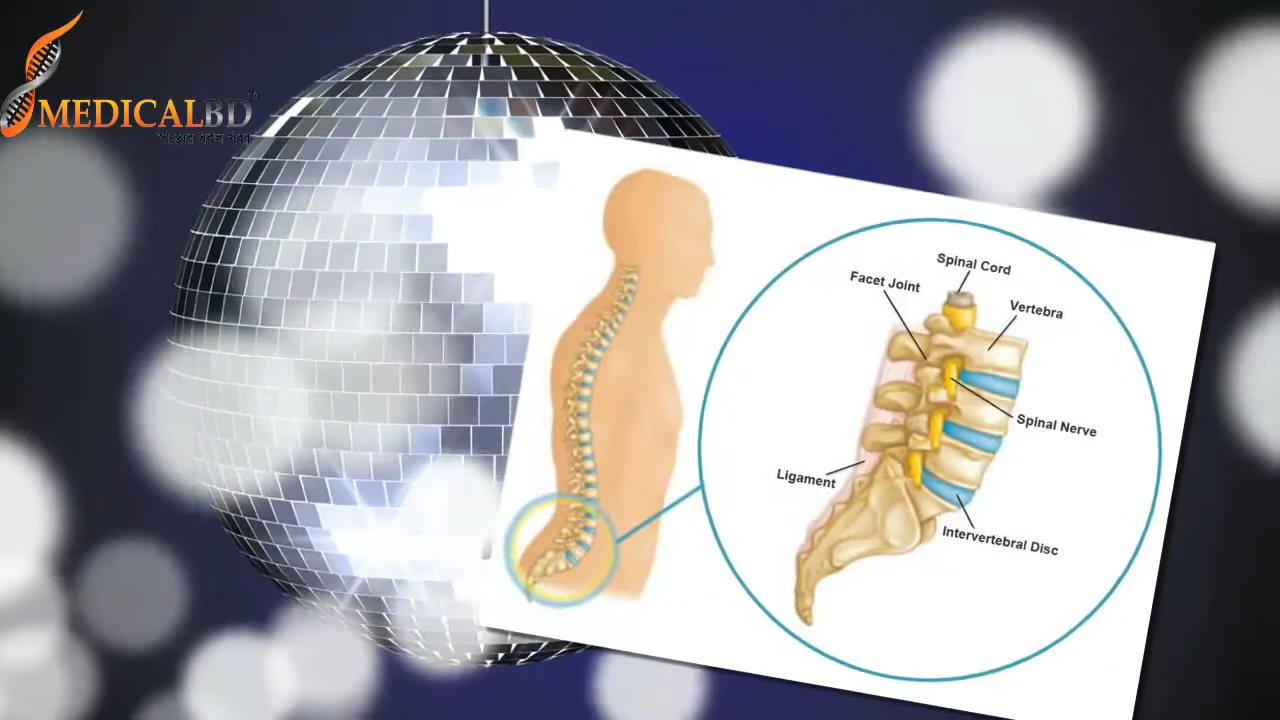 MEDICALBD
Spinal Cord
Facet Joint
Vertebra
Spinal Nerve
Ligament
Intervertebral Disc